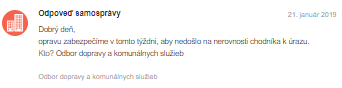 Odpoveď samosprávy
21. január 2019
Dobrý deň,
opravu zabezpečíme v tomto týždni, aby nedošlo na nerovnosti chodníka k úrazu.
Kto? Odbor dopravy a komunálnych služieb
Odbor dopravy a komunálnych služieb